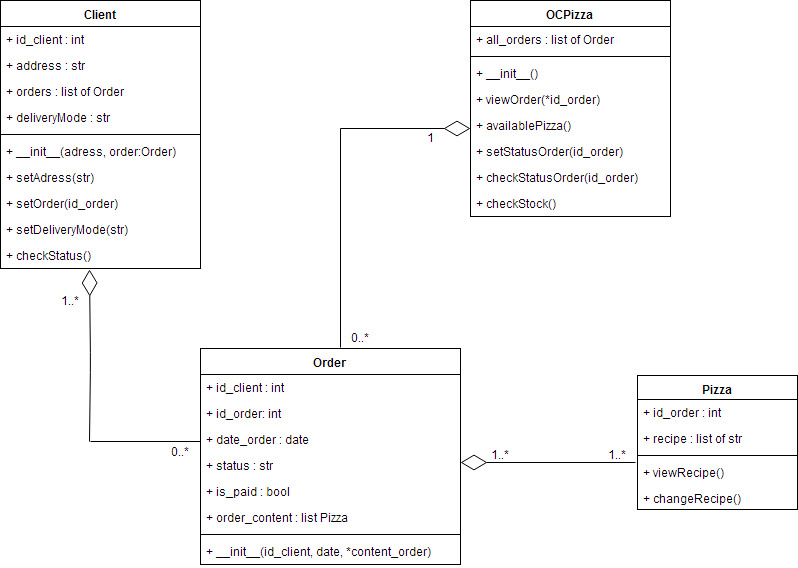 Client
+ id_client : int
+ address : str
+ orders : list of Order
+ deliveryMode : str
+ __init__(adress, order:Order)
+ setAdress(str)
+ setOrder(id_order)
+ setDeliveryMode(str)
+ checkStatus()
1..*
0..*
OCPizza
+ all_orders : list of Order
+ __init__()
+ viewOrder(*id_order)
+ availablePizza()
+ setStatusOrder(id_order)
+ checkStatusOrder(id_order)
+ checkStock()
1
0..*
Order
+ id_client : int
+ id_order: int
+ date_order : date
+ status : str
+ is_paid : bool
+ order_content : list Pizza
+ __init__(id_client, date, *content_order)
1..*
1..*
Pizza
+ id_order : int
+ recipe : list of str
+ viewRecipe()
+ changeRecipe()